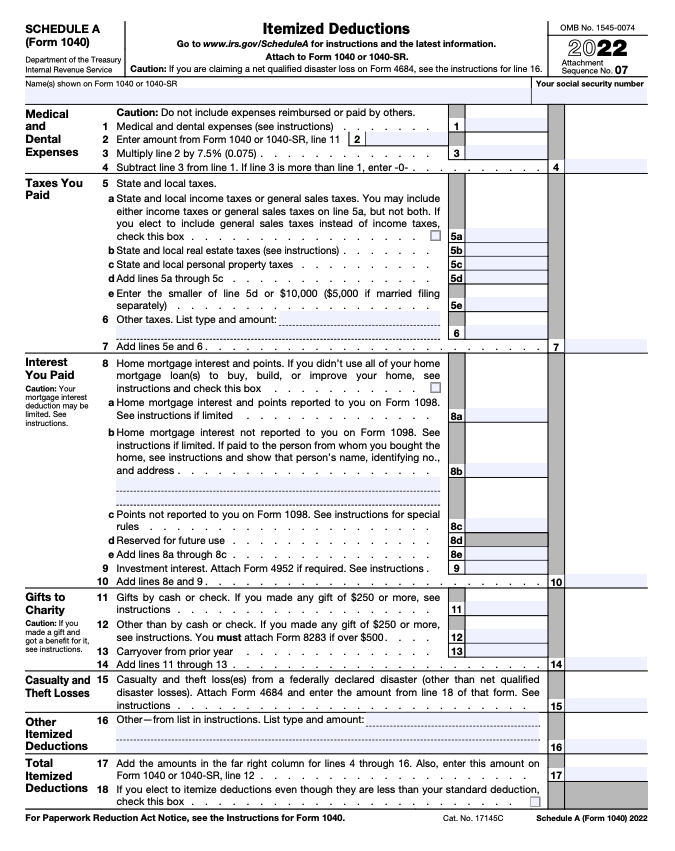 SCHEDULE A
(Form 1040)
Department of the Treasury
Internal Revenue Service
Itemized Deductions
Go to www.irs.gov/ScheduleA for instructions and the latest information.
Attach to Form 1040 or 1040-SR.
Caution: If you are claiming a net qualified disaster loss on Form 4684, see the instructions for line 16.
OMB No. 1545-0074
2022
Attachment
Sequence No. 07
Name(s) shown on Form 1040 or 1040-SR
Your social security number
Medical
and
Dental
Expenses
Caution: Do not include expenses reimbursed or paid by others.
1 Medical and dental expenses (see instructions) . . . . . . . 1
2 Enter amount from Form 1040 or 1040-SR, line 11 2
3 Multiply line 2 by 7.5% (0.075) . . . . . . . . . . . . . 3
4 Subtract line 3 from line 1. If line 3 is more than line 1, enter -0- . . . . . . . . . . 4
Taxes You
Paid
5 State and local taxes.
a State and local income taxes or general sales taxes. You may include
either income taxes or general sales taxes on line 5a, but not both. If
you elect to include general sales taxes instead of income taxes,
check this box . . . . . . . . . . . . . . . . 5a
b State and local real estate taxes (see instructions) . . . . . . . 5b
c State and local personal property taxes . . . . . . . . . . 5c
d Add lines 5a through 5c . . . . . . . . . . . . . . . 5d
e Enter the smaller of line 5d or $10,000 ($5,000 if married filing
separately) . . . . . . . . . . . . . . . . . . 5e
6 Other taxes. List type and amount:
6
7 Add lines 5e and 6 . . . . . . . . . . . . . . . . . . . . . . 7
Interest
You Paid
Caution: Your
mortgage interest
deduction may be
limited. See
instructions.
8 Home mortgage interest and points. If you didn't use all of your home
mortgage loan(s) to buy, build, or improve your home, see
instructions and check this box . . . . . . . . . . .
a Home mortgage interest and points reported to you on Form 1098.
See instructions if limited . . . . . . . . . . . . . . 8a
b Home mortgage interest not reported to you on Form 1098. See
instructions if limited. If paid to the person from whom you bought the
home, see instructions and show that person's name, identifying no.,
and address . . . . . . . . . . . . . . . . . . 8b
c Points not reported to you on Form 1098. See instructions for special
rules . . . . . . . . . . . . . . . . . . . . 8c
d Reserved for future use . . . . . . . . . . . . . . . 8d
e Add lines 8a through 8c . . . . . . . . . . . . . . . 8e
9 Investment interest. Attach Form 4952 if required. See instructions . 9
10 Add lines 8e and 9 . . . . . . . . . . . . . . . . . . . . . . 10
Gifts to
Charity
Caution: If you
made a gift and
got a benefit for it,
see instructions.
11 Gifts by cash or check. If you made any gift of $250 or more, see
instructions . . . . . . . . . . . . . . . . . . 11
12 Other than by cash or check. If you made any gift of $250 or more,
see instructions. You must attach Form 8283 if over $500 . . . . 12
13 Carryover from prior year . . . . . . . . . . . . . . 13
14 Add lines 11 through 13 . . . . . . . . . . . . . . . . . . . . 14
Casualty and
Theft Losses
15 Casualty and theft loss(es) from a federally declared disaster (other than net qualified
disaster losses). Attach Form 4684 and enter the amount from line 18 of that form. See
instructions . . . . . . . . . . . . . . . . . . . . . . . . 15
Other
Itemized
Deductions
16 Other—from list in instructions. List type and amount:
16
Total
Itemized
Deductions
17 Add the amounts in the far right column for lines 4 through 16. Also, enter this amount on
Form 1040 or 1040-SR, line 12 . . . . . . . . . . . . . . . . . . 17
18 If you elect to itemize deductions even though they are less than your standard deduction,
check this box . . . . . . . . . . . . . . . . . . . . . .
For Paperwork Reduction Act Notice, see the Instructions for Form 1040.
Cat. No. 17145C
Schedule A (Form 1040) 2022